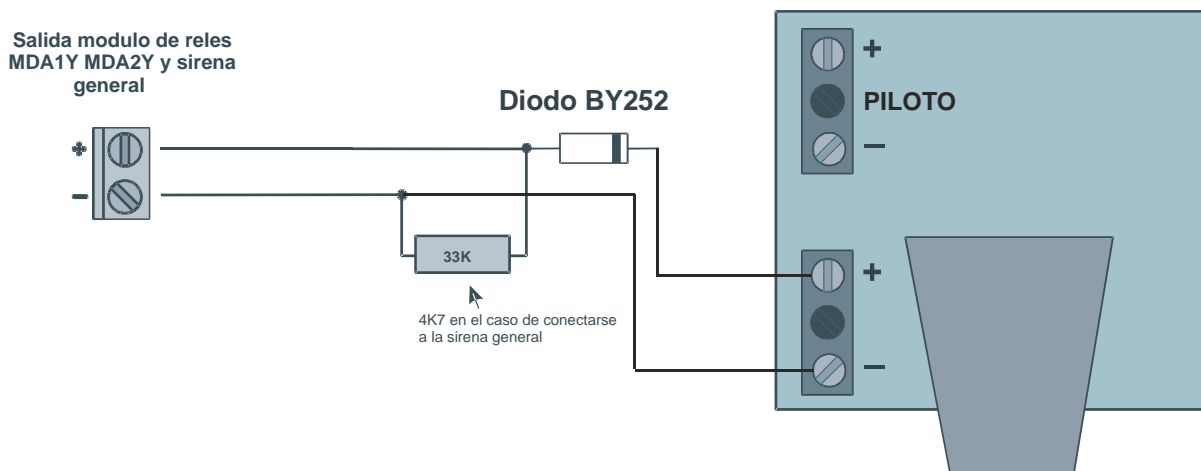 Salida modulo de reles
MDA1Y MDA2Y y sirena
general
+
-
Diodo BY252
33K
4K7 en el caso de conectarse
a la sirena general
+
PILOTO
-
+
-